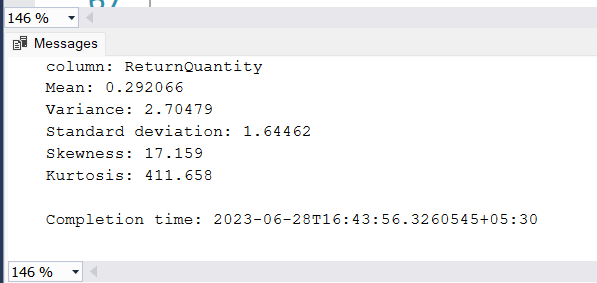 67
146 %
Messages
column: ReturnQuantity
Mean: 0.292066
Variance: 2.70479
Standard deviation: 1.64462
Skewness: 17.159
Kurtosis: 411.658
Completion time: 2023-06-28T16:43:56.3260545+05:30
146 %